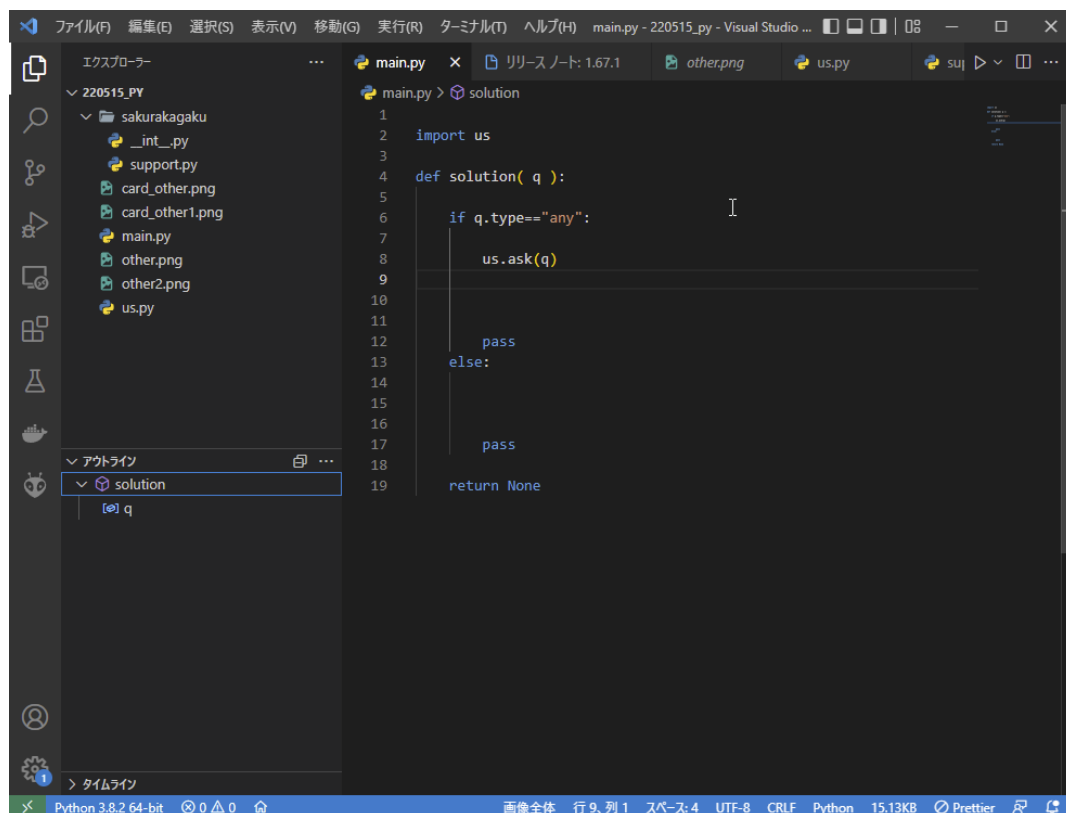 ファイル(F) 編集(E) 選択(S) 表示(V) 移動(G) 実行(R) ターミナル(T) ヘルプ(H) main.py - 220515_py - Visual Studio ...
エクスプローラー
220515_PY
sakurakagaku
__int__.py
support.py
card_other.png
card_other1.png
main.py
other.png
other2.png
us.py
アウトライン
solution
q
タイムライン
main.py リリース ノート: 1.67.1 other.png us.py sup
main.py > solution
1
2 import us
3
4 def solution( q ):
5
6 if q.type=="any":
7
8 us.ask(q)
9
10
11
12 pass
13 else:
14
15
16
17 pass
18
19 return None
1
Python 3.8.2 64-bit 0 0 画像全体 行 9、列 1 スペース: 4 UTF-8 CRLF Python 15.13KB Prettier